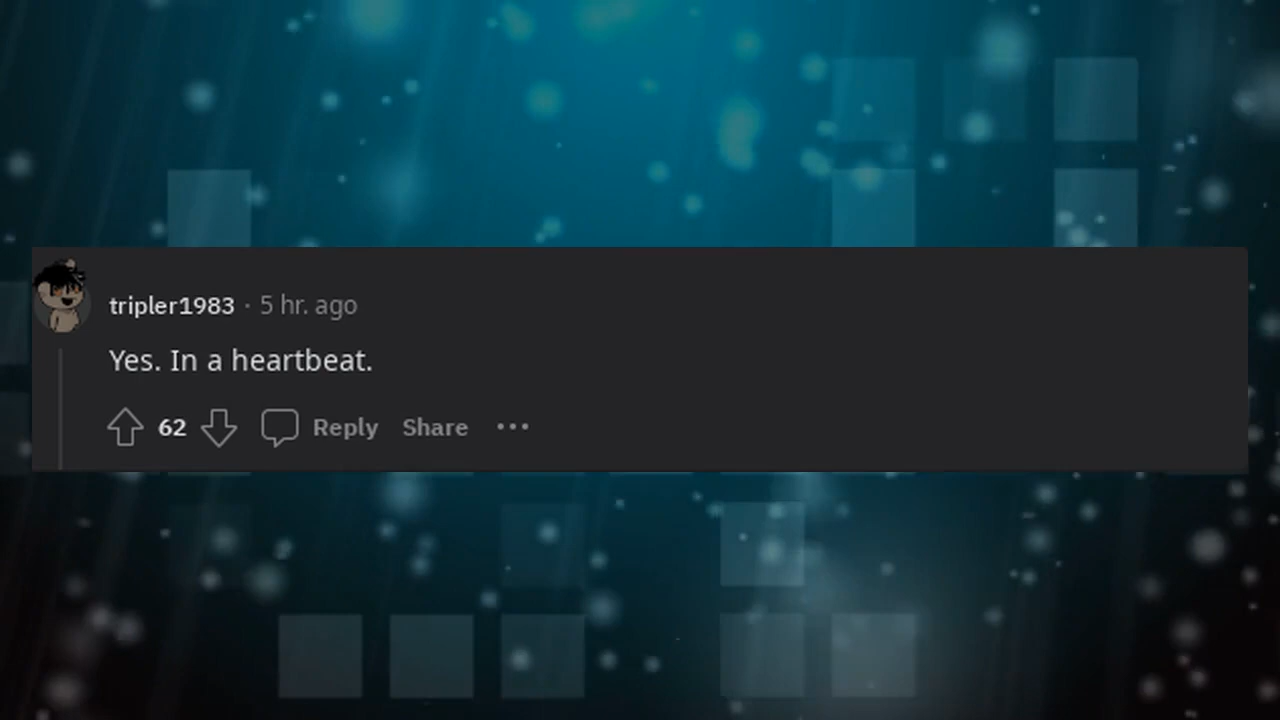 tripler1983 · 5 hr. ago
Yes. In a heartbeat.
62 Reply Share ···